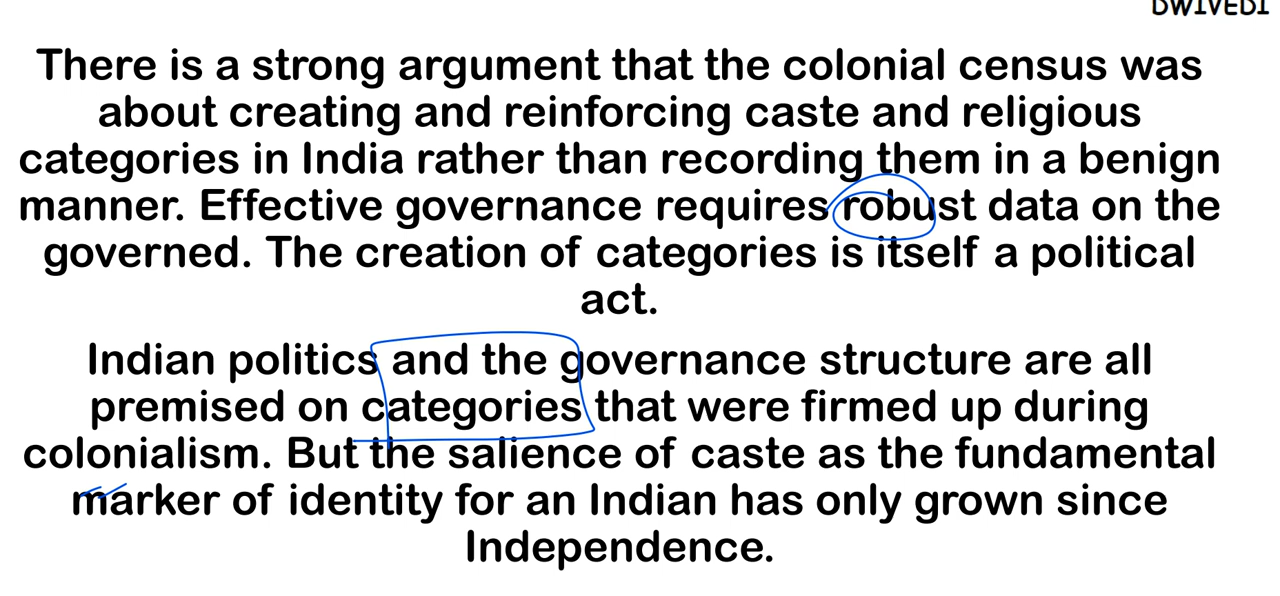 DWIVEDI
There is a strong argument that the colonial census was
about creating and reinforcing caste and religious
categories in India rather than recording them in a benign
manner. Effective governance requires robust data on the
governed. The creation of categories is itself a political
act.
Indian politics and the governance structure are all
premised on categories that were firmed up during
colonialism. But the salience of caste as the fundamental
marker of identity for an Indian has only grown since
Independence.